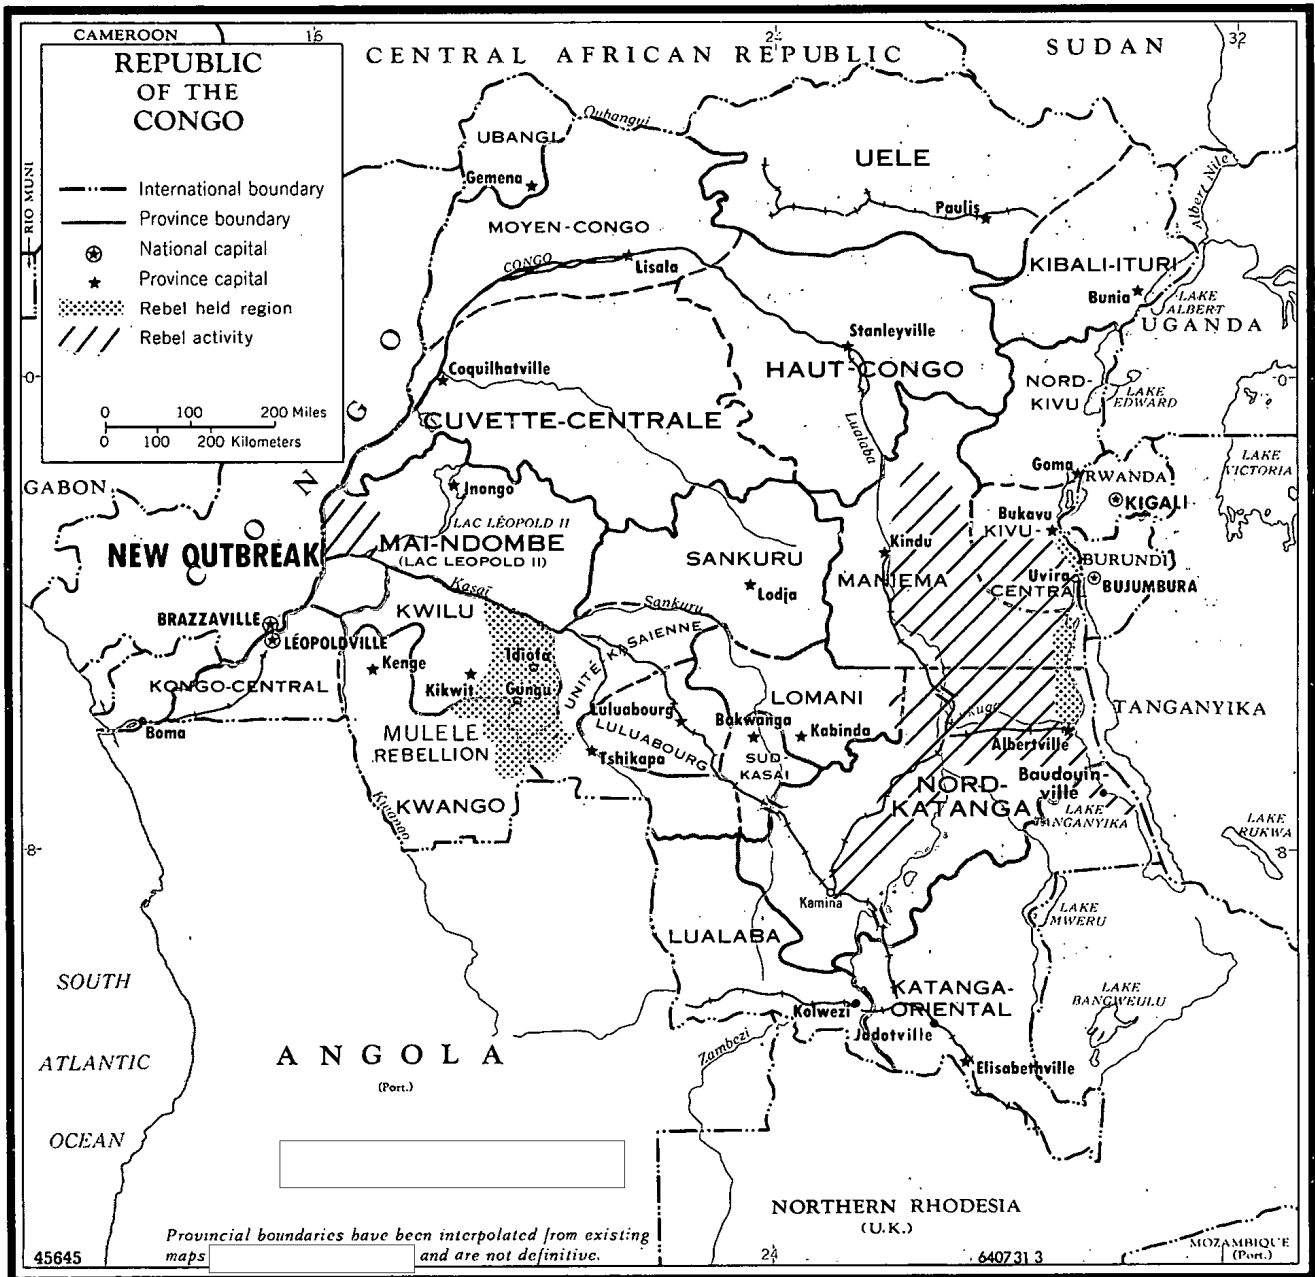 CAMEROON
16
24
32
CENTRAL AFRICAN REPUBLIC
SUDAN
REPUBLIC
OF THE
CONGO
International boundary
Province boundary
National capital
Province capital
Rebel held region
Rebel activity
0 100 200 Miles
0 100 200 Kilometers
RIO MUNI
Oubangui
UBANGI
Gemena
UELE
Paulis
Albert Nile
MOYEN-CONGO
CONGO
Lisala
KIBALI-ITURI
Bunia
LAKE
ALBERT
UGANDA
Stanleyville
HAUT-CONGO
0
0
Coquilhatville
CUVETTE-CENTRALE
NORD-
KIVU
LAKE
EDWARD
Lualaba
C O N G O
GABON
Inongo
LAC LÉOPOLD II
MAI-NDOMBE
(LAC LEOPOLD II)
NEW OUTBREAK
Goma
RWANDA
KIGALI
LAKE
VICTORIA
Bukavu
KIVU-
CENTRAL
Uvira
BURUNDI
BUJUMBURA
SANKURU
Lodja
Kindu
MANIEMA
Kasaï
KWILU
Sankuru
UNITÉ KASAIENNE
BRAZZAVILLE
LÉOPOLDVILLE
Kenge
Kikwit
Idiofa
Gungu
KONGO-CENTRAL
Boma
MULELE
REBELLION
Luluabourg
LULUABOURG
Tshikapa
Bakwanga
SUD-
KASAI
LOMANI
Kabinda
TANGANYIKA
Albertville
Baudouin-
ville
NORD-
KATANGA
LAKE
TANGANYIKA
KWANGO
Kwango
LAKE
RUKWA
8
8
Kamina
LAKE
MWERU
LUALABA
KATANGA-
ORIENTAL
LAKE
BANGWEULU
Kolwezi
Jadotville
Elisabethville
Zambezi
SOUTH
ATLANTIC
OCEAN
ANGOLA
(Port.)
NORTHERN RHODESIA
(U.K.)
MOZAMBIQUE
(Port.)
Provincial boundaries have been interpolated from existing
maps and are not definitive.
45645
24
640731 3